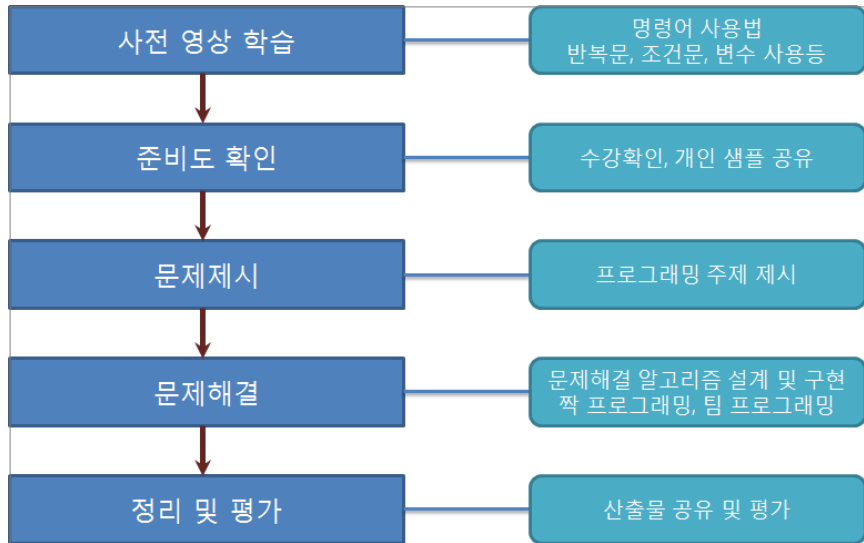 사전 영상 학습
명령어 사용법
반복문, 조건문, 변수 사용등
준비도 확인
수강확인, 개인 샘플 공유
문제제시
프로그래밍 주제 제시
문제해결
문제해결 알고리즘 설계 및 구현
짝 프로그래밍, 팀 프로그래밍
정리 및 평가
산출물 공유 및 평가